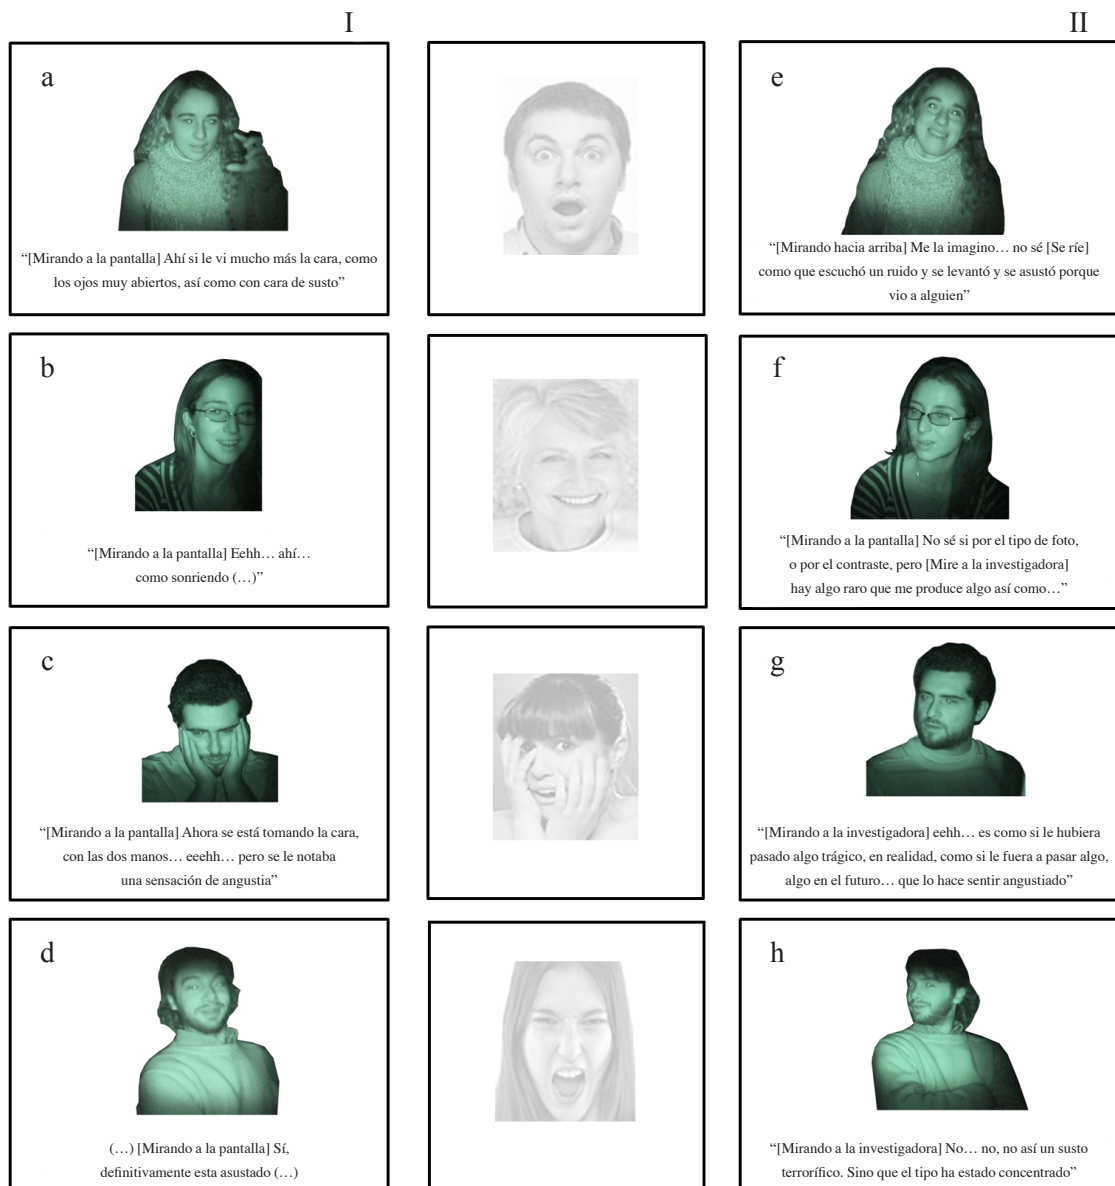 I
II
a
“[Mirando a la pantalla] Ahí si le vi mucho más la cara, como
los ojos muy abiertos, así como con cara de susto”
e
“[Mirando hacia arriba] Me la imagino… no sé [Se ríe]
como que escuchó un ruido y se levantó y se asustó porque
vio a alguien”
b
“[Mirando a la pantalla] Eehh… ahí…
como sonriendo (…)”
f
“[Mirando a la pantalla] No sé si por el tipo de foto,
o por el contraste, pero [Mire a la investigadora]
hay algo raro que me produce algo así como…”
c
“[Mirando a la pantalla] Ahora se está tomando la cara,
con las dos manos… eeehh… pero se le notaba
una sensación de angustia”
g
“[Mirando a la investigadora] eehh… es como si le hubiera
pasado algo trágico, en realidad, como si le fuera a pasar algo,
algo en el futuro… que lo hace sentir angustiado”
d
(…) [Mirando a la pantalla] Sí,
definitivamente esta asustado (…)
h
“[Mirando a la investigadora] No… no, no así un susto
terrorífico. Sino que el tipo ha estado concentrado”